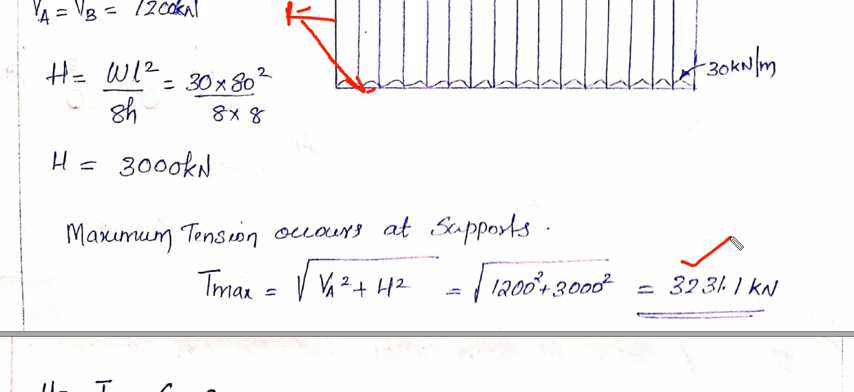 VA = VB = 1200kN
H = wl² = 30 x 80²
8h 8 x 8
30kN/m
H = 3000kN
Maximum Tension occurs at Supports.
Tmax = √VA² + H² = √1200² + 3000² = 3231.1 kN